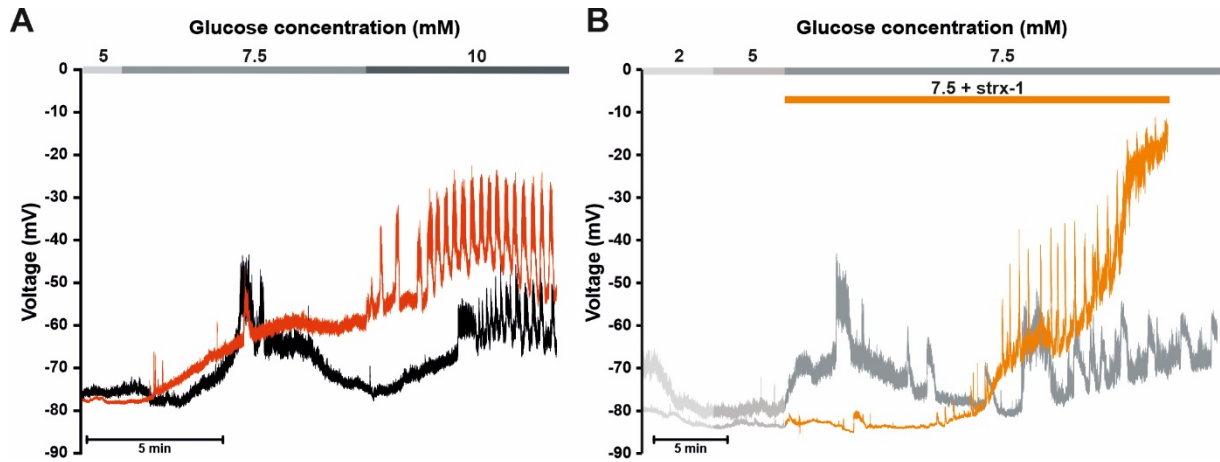 A
Glucose concentration (mM)
5 7.5 10
0
-10
-20
-30
-40
-50
-60
-70
-80
-90
Voltage (mV)
5 min
B
Glucose concentration (mM)
2 5 7.5
7.5 + strx-1
0
-10
-20
-30
-40
-50
-60
-70
-80
-90
Voltage (mV)
5 min